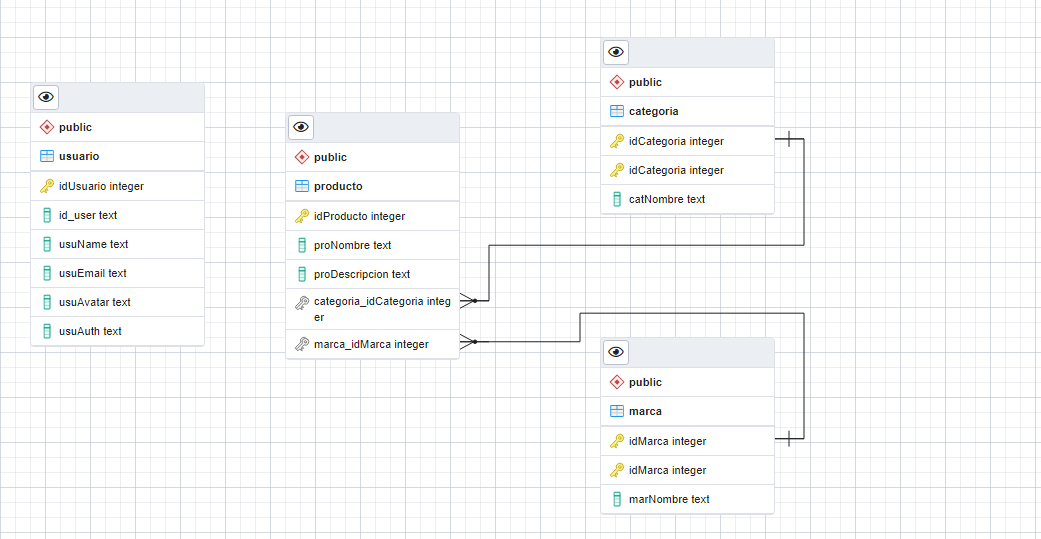 public
usuario
idUsuario integer
id_user text
usuName text
usuEmail text
usuAvatar text
usuAuth text
public
producto
idProducto integer
proNombre text
proDescripcion text
categoria_idCategoria integ
er
marca_idMarca integer
public
categoria
idCategoria integer
idCategoria integer
catNombre text
public
marca
idMarca integer
idMarca integer
marNombre text